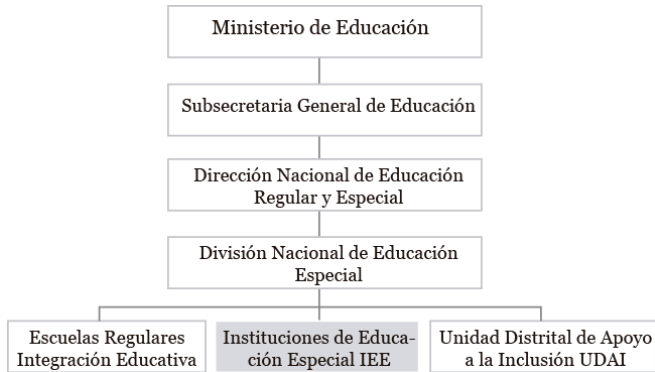 Ministerio de Educación
Subsecretaria General de Educación
Dirección Nacional de Educación
Regular y Especial
División Nacional de Educación
Especial
Escuelas Regulares
Integración Educativa
Instituciones de Educa-
ción Especial IEE
Unidad Distrital de Apoyo
a la Inclusión UDAI